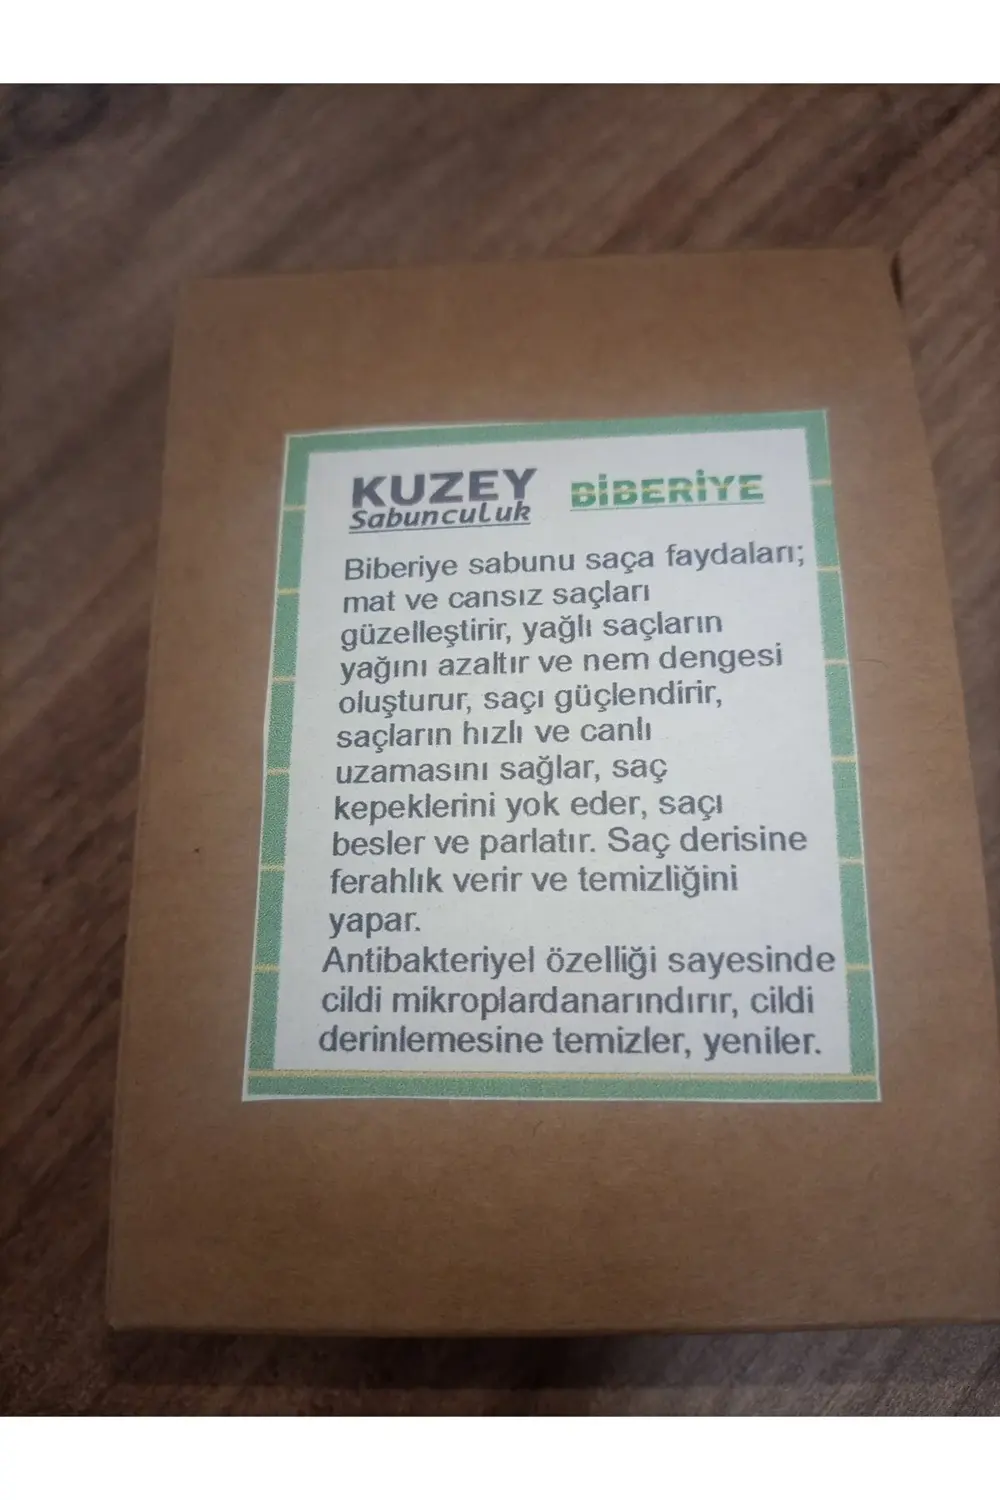 KUZEY
Sabunculuk
BİBERİYE
Biberiye sabunu saça faydaları;
mat ve cansız saçları
güzelleştirir, yağlı saçların
yağını azaltır ve nem dengesi
oluşturur, saçı güçlendirir,
saçların hızlı ve canlı
uzamasını sağlar, saç
kepeklerini yok eder, saçı
besler ve parlatır. Saç derisine
ferahlık verir ve temizliğini
yapar.
Antibakteriyel özelliği sayesinde
cildi mikroplardanarındırır, cildi
derinlemesine temizler, yeniler.